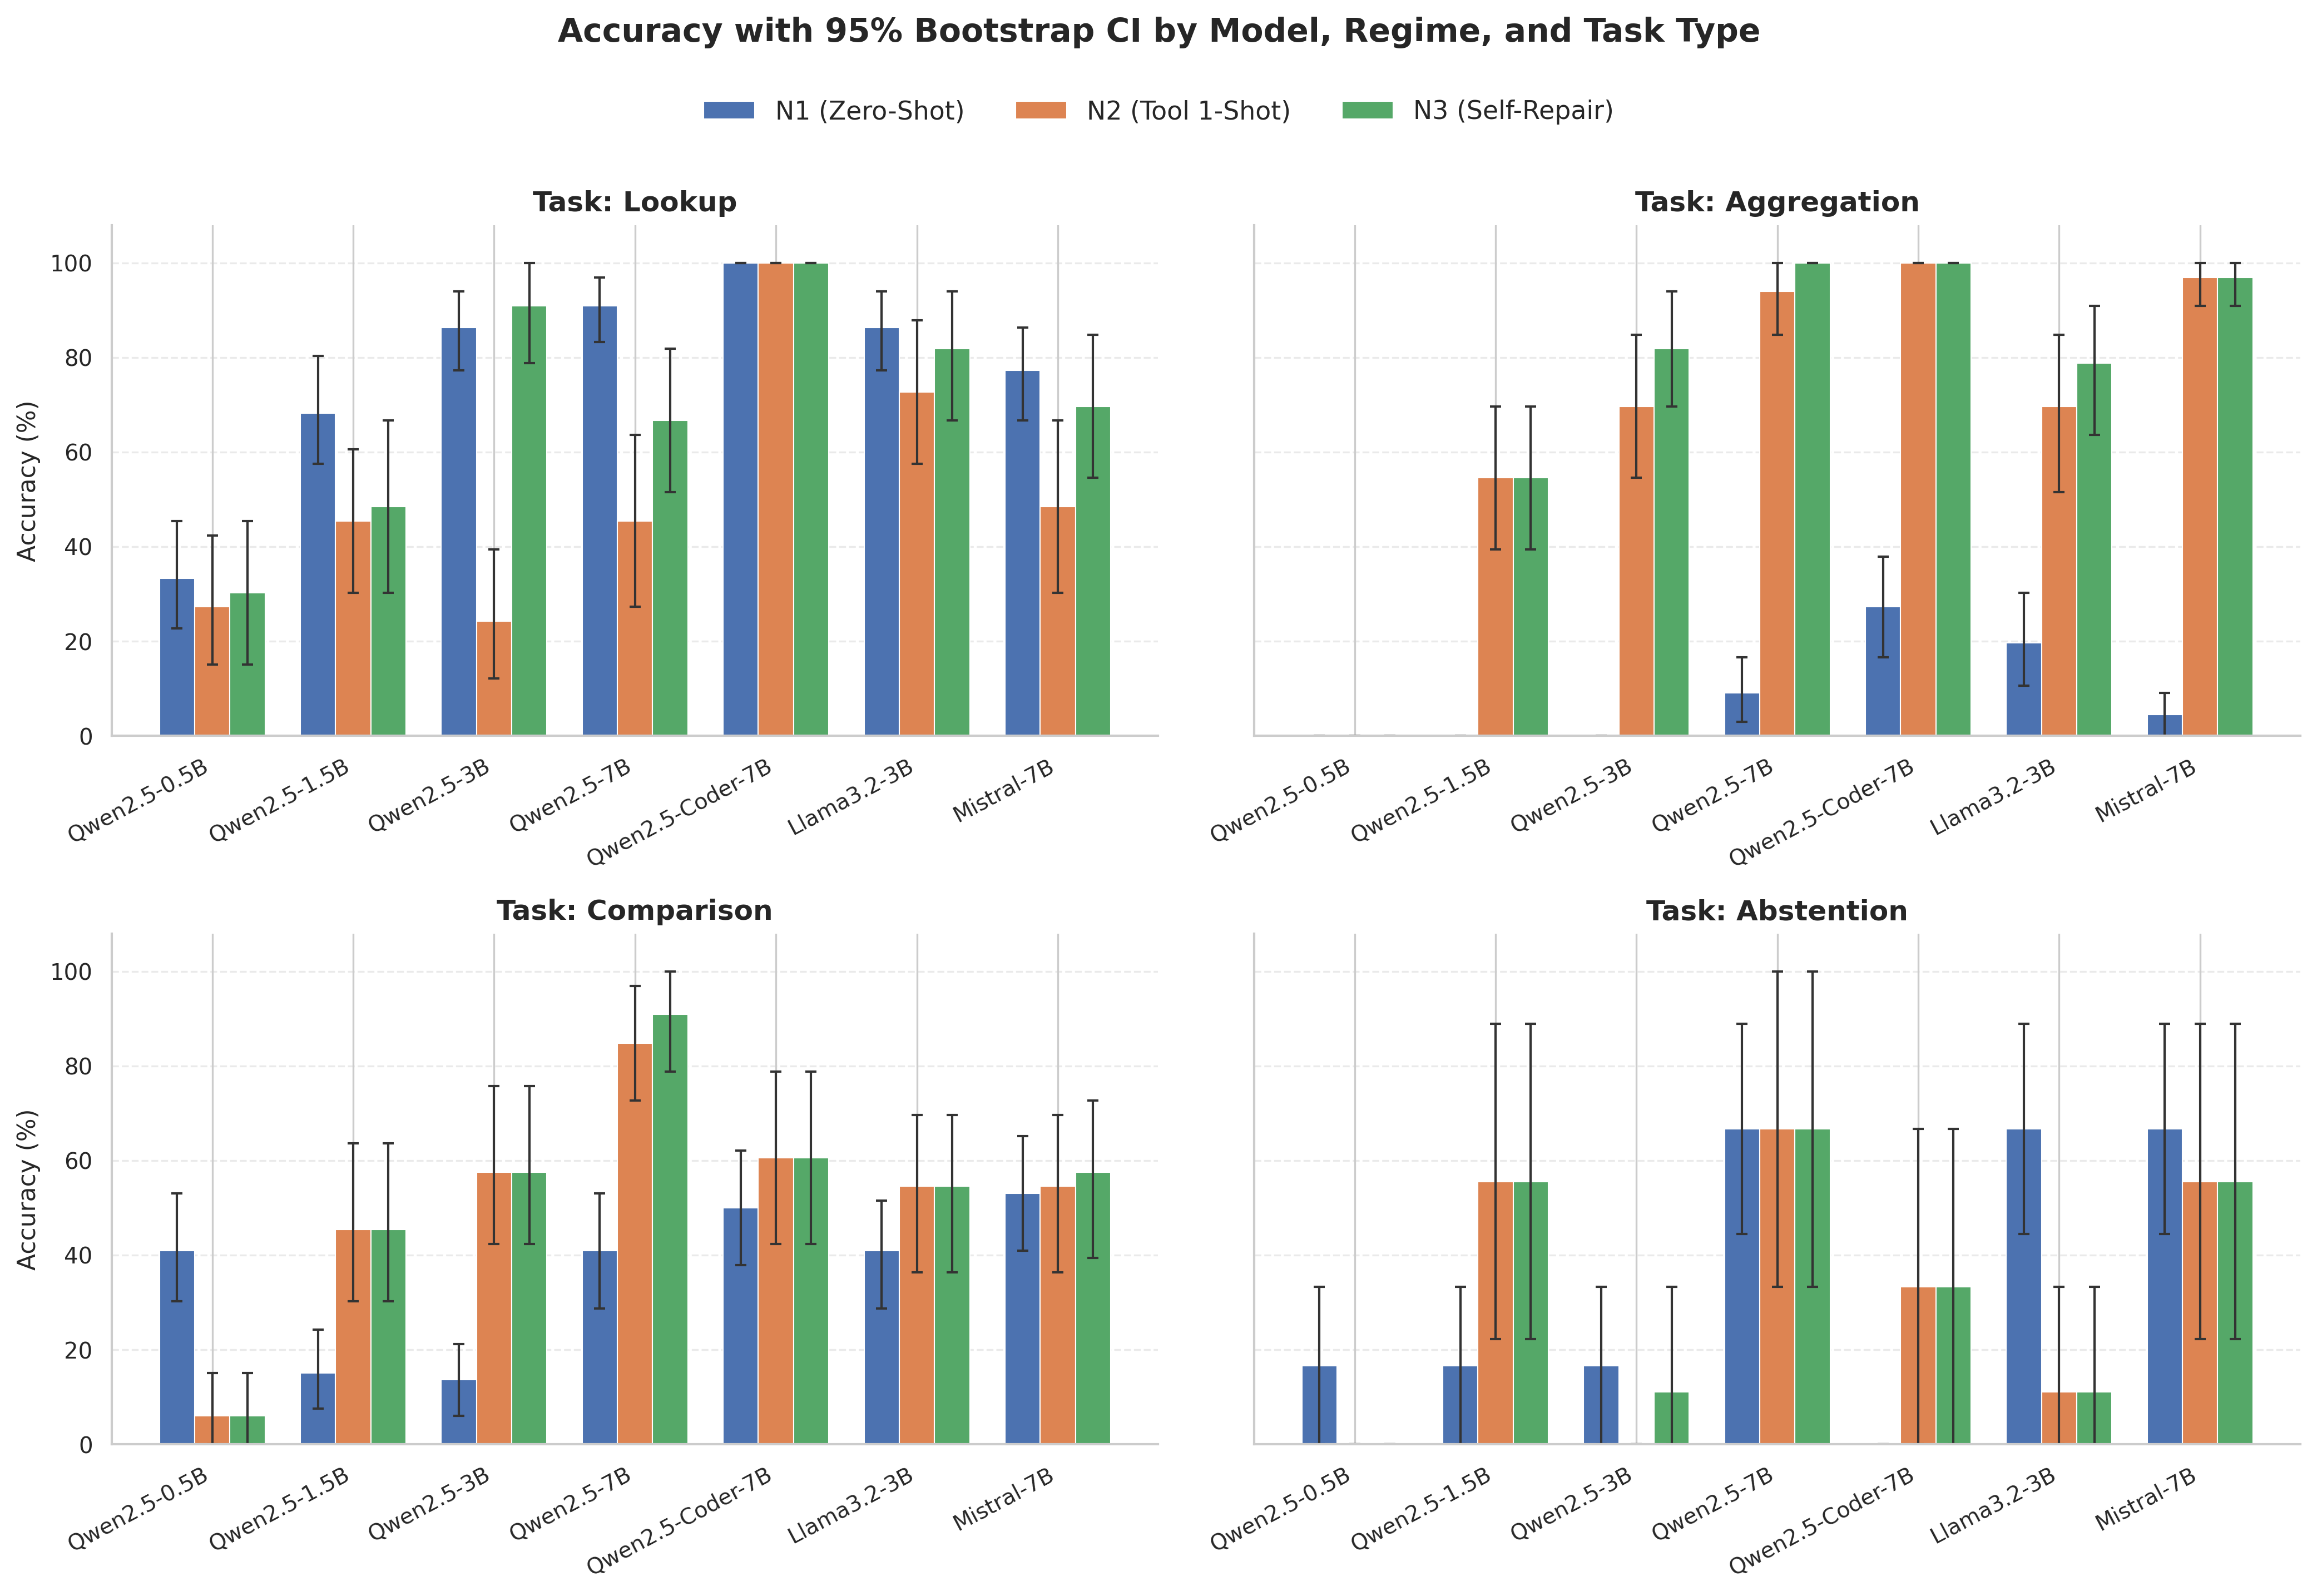 Accuracy with 95% Bootstrap CI by Model, Regime, and Task Type
N1 (Zero-Shot) N2 (Tool 1-Shot) N3 (Self-Repair)
Task: Lookup
Accuracy (%)
100
80
60
40
20
0
Qwen2.5-0.5B
Qwen2.5-1.5B
Qwen2.5-3B
Qwen2.5-7B
Qwen2.5-Coder-7B
Llama3.2-3B
Mistral-7B
Task: Aggregation
Qwen2.5-0.5B
Qwen2.5-1.5B
Qwen2.5-3B
Qwen2.5-7B
Qwen2.5-Coder-7B
Llama3.2-3B
Mistral-7B
Task: Comparison
Accuracy (%)
100
80
60
40
20
0
Qwen2.5-0.5B
Qwen2.5-1.5B
Qwen2.5-3B
Qwen2.5-7B
Qwen2.5-Coder-7B
Llama3.2-3B
Mistral-7B
Task: Abstention
Qwen2.5-0.5B
Qwen2.5-1.5B
Qwen2.5-3B
Qwen2.5-7B
Qwen2.5-Coder-7B
Llama3.2-3B
Mistral-7B